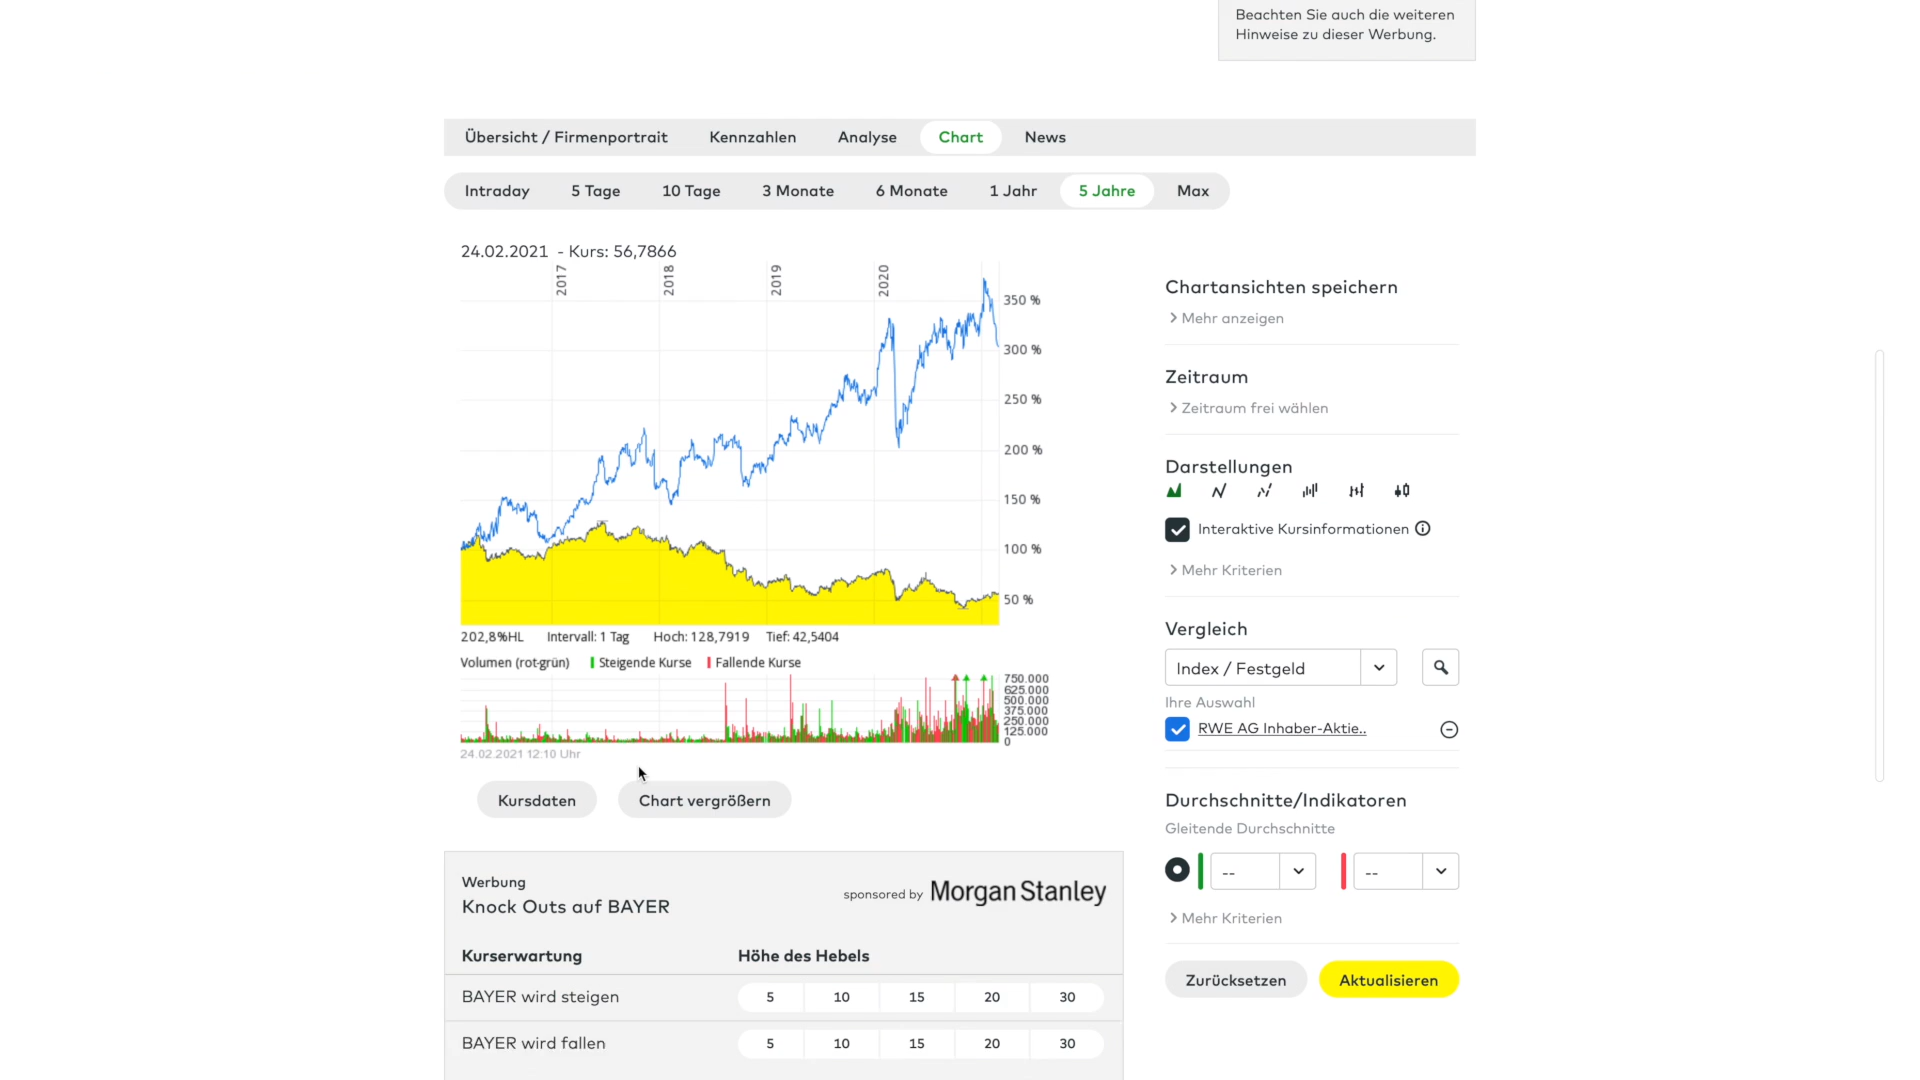 Beachten Sie auch die weiteren
Hinweise zu dieser Werbung.
Übersicht / Firmenportrait Kennzahlen Analyse Chart News
Intraday 5 Tage 10 Tage 3 Monate 6 Monate 1 Jahr 5 Jahre Max
24.02.2021 - Kurs: 56,7866
2017 2018 2019 2020
350 %
300 %
250 %
200 %
150 %
100 %
50 %
202,8%HL Intervall: 1 Tag Hoch: 128,7919 Tief: 42,5404
Volumen (rot-grün) Steigende Kurse Fallende Kurse
750.000
625.000
500.000
375.000
250.000
125.000
0
24.02.2021 12:10 Uhr
Kursdaten Chart vergrößern
Chartansichten speichern
Mehr anzeigen
Zeitraum
Zeitraum frei wählen
Darstellungen
Interaktive Kursinformationen
Mehr Kriterien
Vergleich
Index / Festgeld
Ihre Auswahl
RWE AG Inhaber-Aktie..
Durchschnitte/Indikatoren
Gleitende Durchschnitte
-- --
Mehr Kriterien
Zurücksetzen Aktualisieren
Werbung
Knock Outs auf BAYER
sponsored by Morgan Stanley
Kurserwartung Höhe des Hebels
BAYER wird steigen 5 10 15 20 30
BAYER wird fallen 5 10 15 20 30